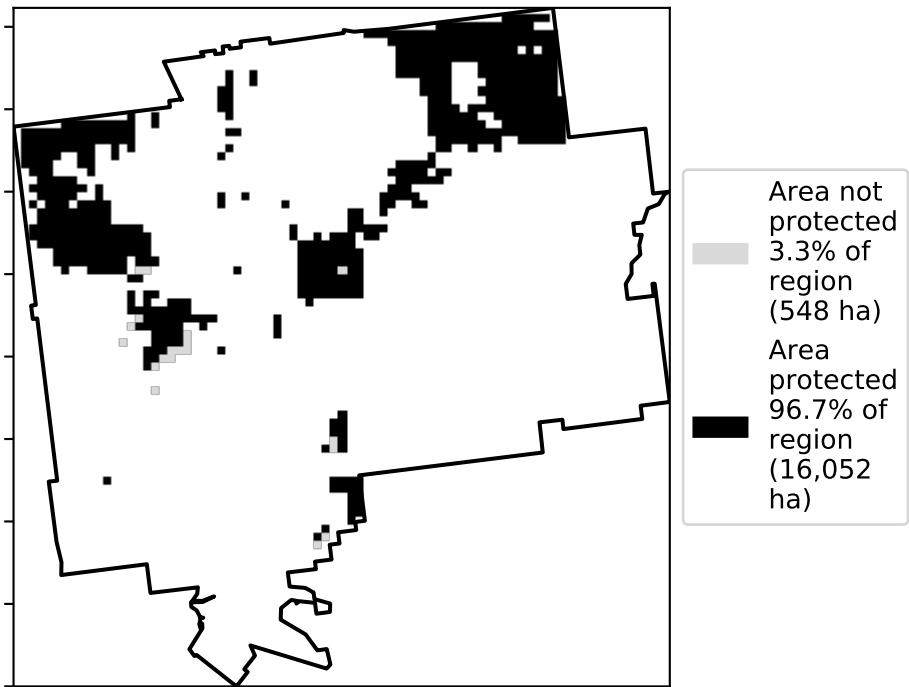 Area not
protected
3.3% of
region
(548 ha)
Area
protected
96.7% of
region
(16,052
ha)